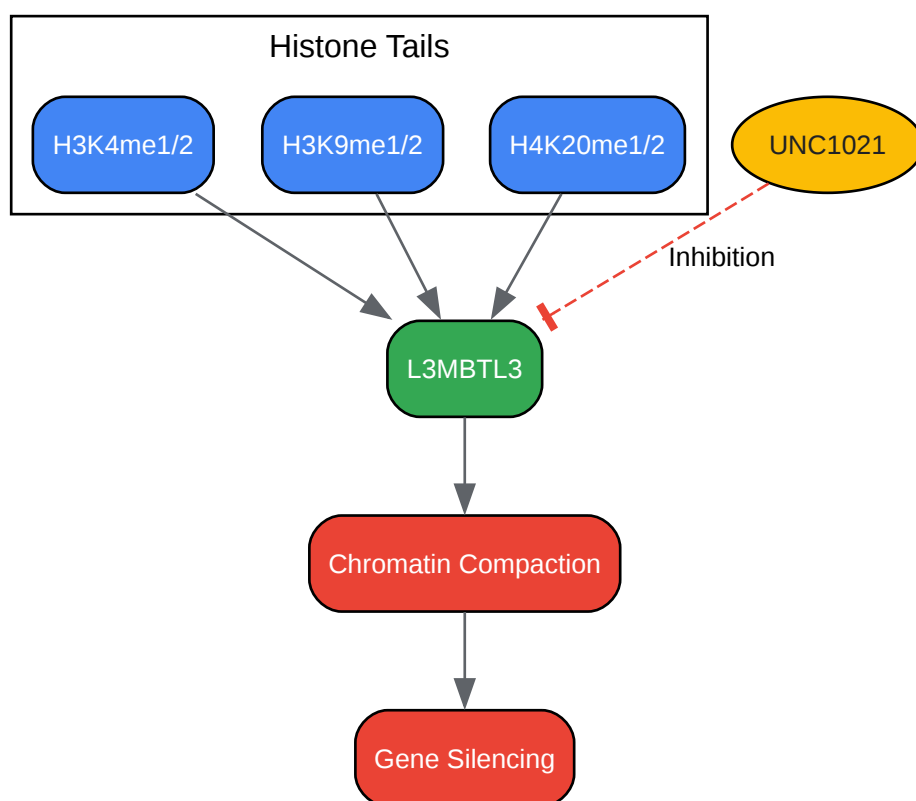 Histone Tails
H3K4me1/2
H3K9me1/2
H4K20me1/2
UNC1021
Inhibition
L3MBTL3
Chromatin Compaction
Gene Silencing